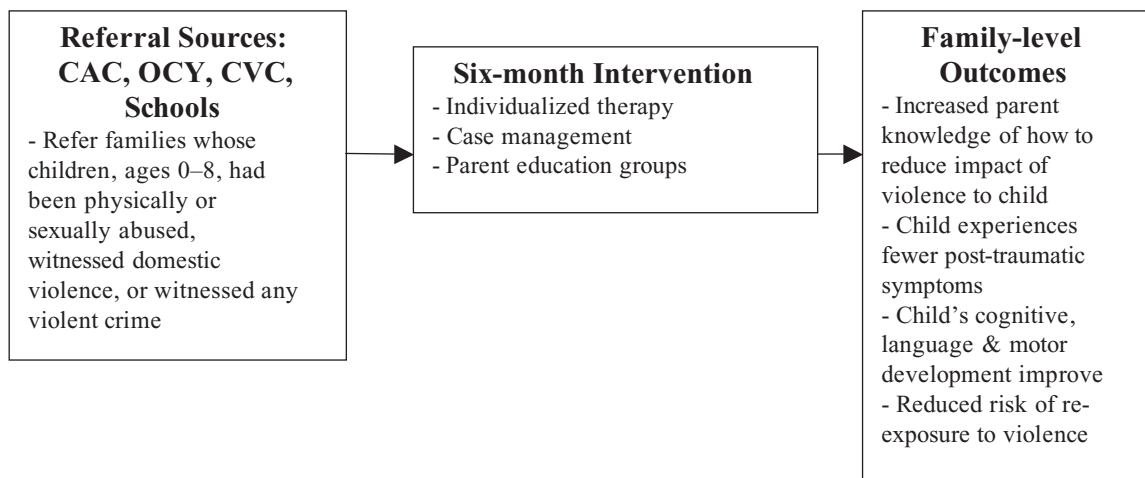 Referral Sources:
CAC, OCY, CVC,
Schools
- Refer families whose
children, ages 0–8, had
been physically or
sexually abused,
witnessed domestic
violence, or witnessed any
violent crime
Six-month Intervention
- Individualized therapy
- Case management
- Parent education groups
Family-level
Outcomes
- Increased parent
knowledge of how to
reduce impact of
violence to child
- Child experiences
fewer post-traumatic
symptoms
- Child’s cognitive,
language & motor
development improve
- Reduced risk of re-
exposure to violence